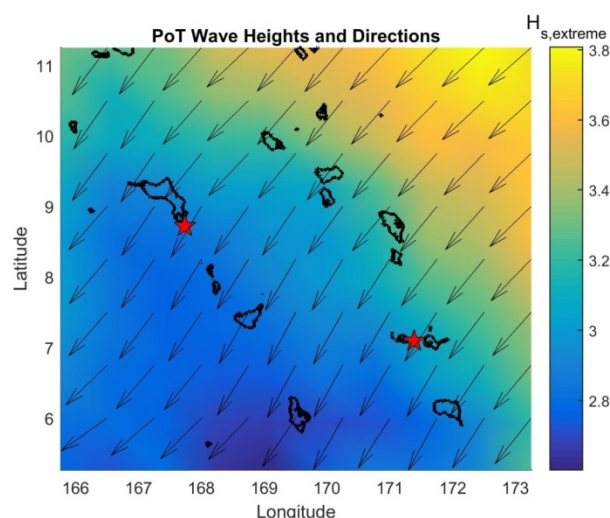 PoT Wave Heights and Directions
H s,extreme
11
10
9
8
7
6
Latitude
166 167 168 169 170 171 172 173
Longitude
3.8
3.6
3.4
3.2
3
2.8